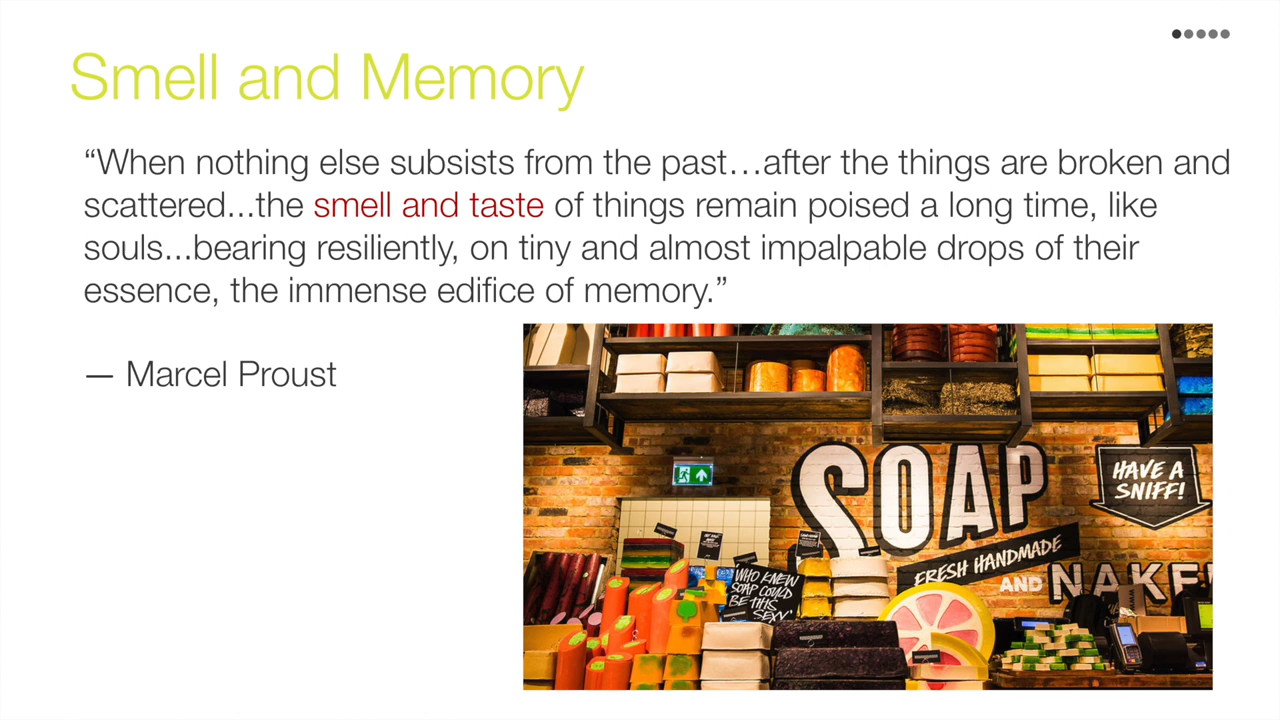 Smell and Memory
“When nothing else subsists from the past…after the things are broken and
scattered...the smell and taste of things remain poised a long time, like
souls...bearing resiliently, on tiny and almost impalpable drops of their
essence, the immense edifice of memory.”
— Marcel Proust
SOAP
HAVE A
SNIFF!
FRESH HANDMADE
AND NAKE
WHO KNEW
SOAP COULD
BE THIS
SEXY